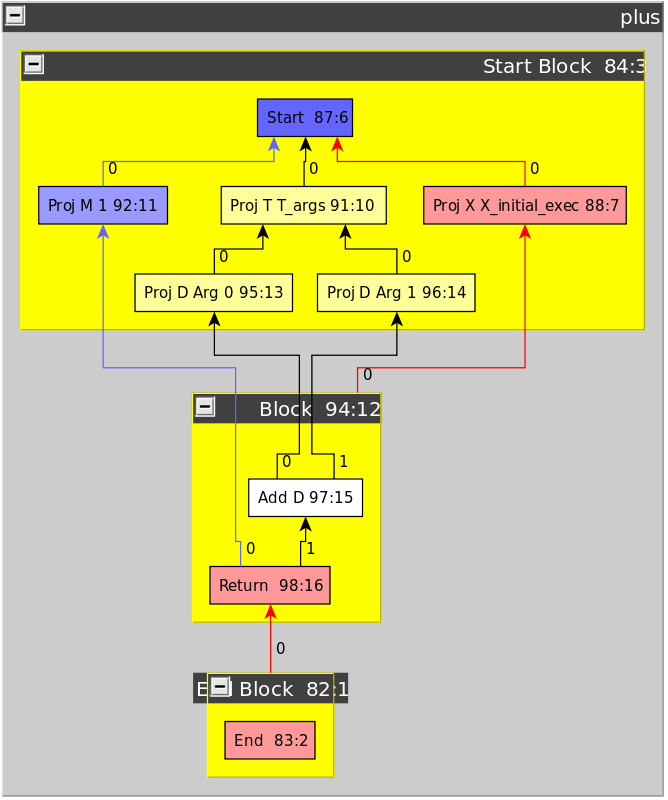 plus
Start Block 84:3
Start 87:6
0
0
0
Proj M 1 92:11
Proj T T_args 91:10
Proj X X_initial_exec 88:7
0
0
Proj D Arg 0 95:13
Proj D Arg 1 96:14
0
Block 94:12
0
1
Add D 97:15
0
1
Return 98:16
0
Block 82:1
End 83:2